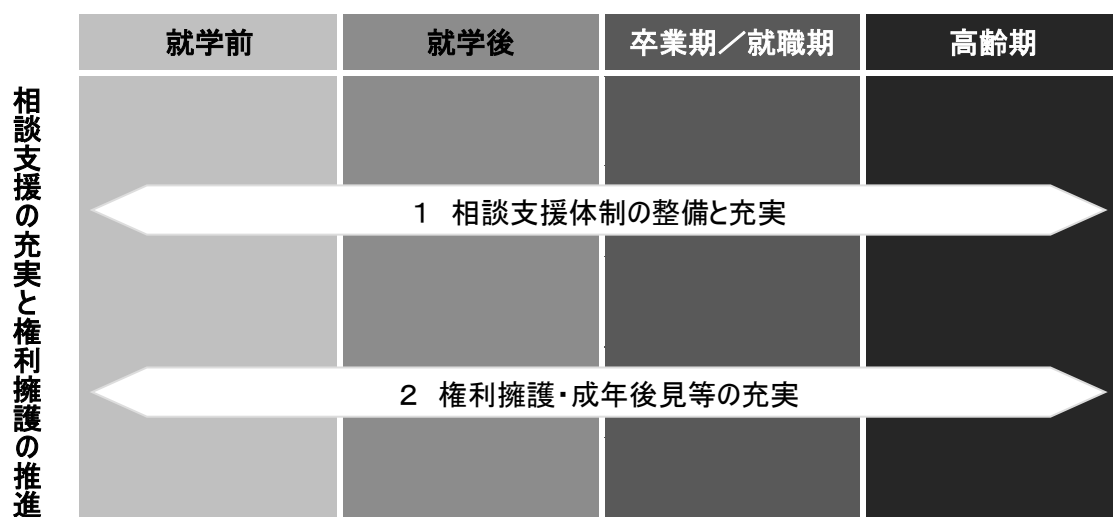 就学前
就学後
卒業期／就職期
高齢期
相談支援の充実と権利擁護の推進
１　相談支援体制の整備と充実
２　権利擁護・成年後見等の充実